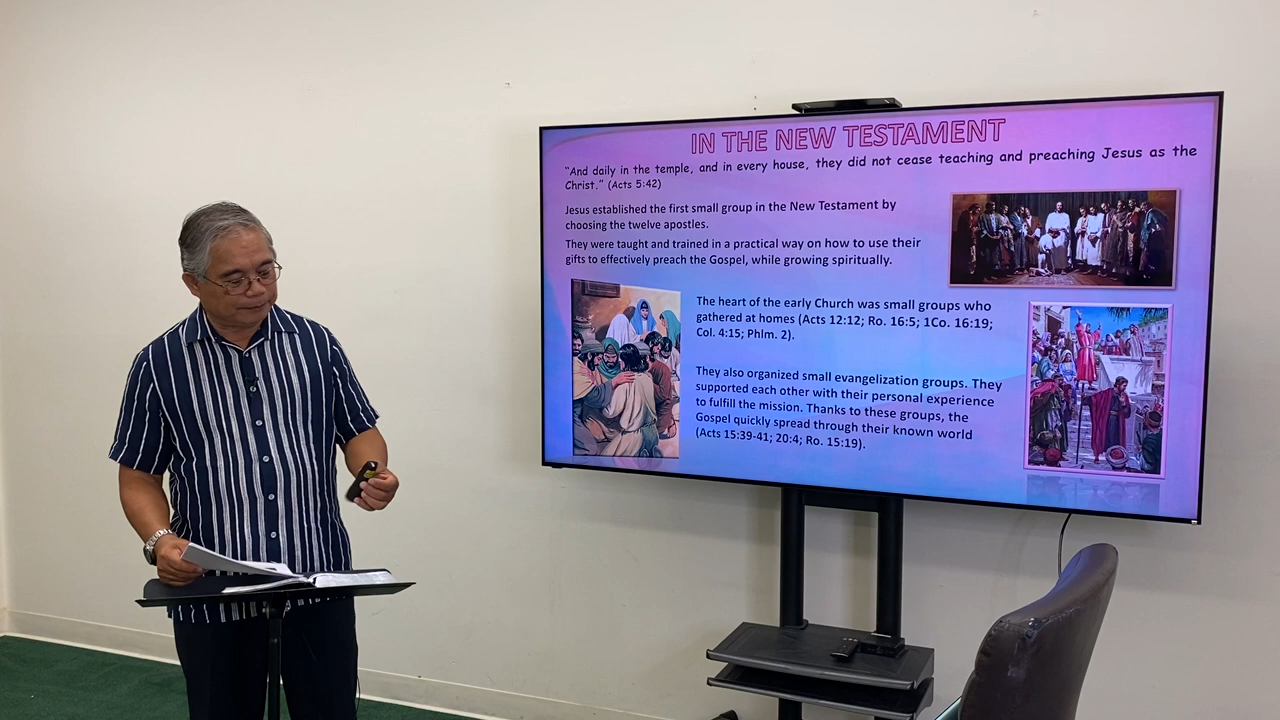 IN THE NEW TESTAMENT
“And daily in the temple, and in every house, they did not cease teaching and preaching Jesus as the
Christ.” (Acts 5:42)
Jesus established the first small group in the New Testament by
choosing the twelve apostles.
They were taught and trained in a practical way on how to use their
gifts to effectively preach the Gospel, while growing spiritually.
The heart of the early Church was small groups who
gathered at homes (Acts 12:12; Ro. 16:5; 1Co. 16:19;
Col. 4:15; Phlm. 2).
They also organized small evangelization groups. They
supported each other with their personal experience
to fulfill the mission. Thanks to these groups, the
Gospel quickly spread through their known world
(Acts 15:39-41; 20:4; Ro. 15:19).